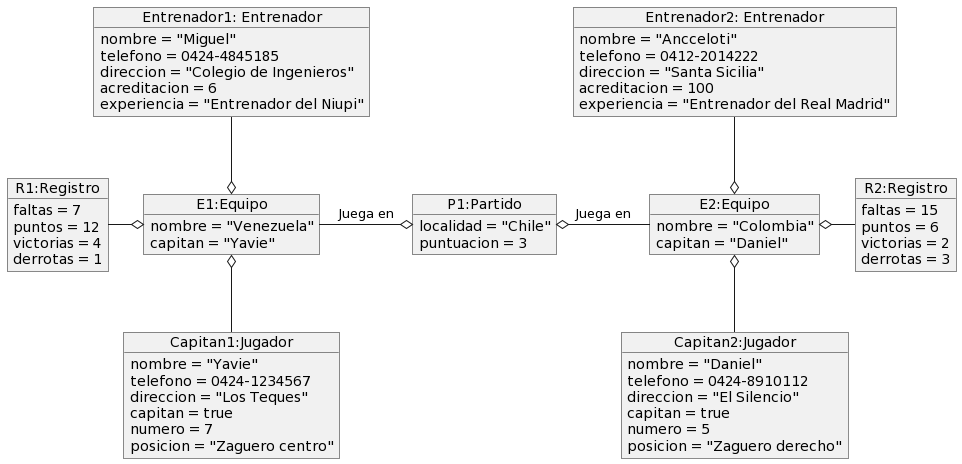 Entrenador1: Entrenador
nombre = "Miguel"
telefono = 0424-4845185
direccion = "Colegio de Ingenieros"
acreditacion = 6
experiencia = "Entrenador del Niupi"
Entrenador2: Entrenador
nombre = "Ancceloti"
telefono = 0412-2014222
direccion = "Santa Sicilia"
acreditacion = 100
experiencia = "Entrenador del Real Madrid"
R1:Registro
faltas = 7
puntos = 12
victorias = 4
derrotas = 1
E1:Equipo
nombre = "Venezuela"
capitan = "Yavie"
Juega en
P1:Partido
localidad = "Chile"
puntuacion = 3
Juega en
E2:Equipo
nombre = "Colombia"
capitan = "Daniel"
R2:Registro
faltas = 15
puntos = 6
victorias = 2
derrotas = 3
Capitan1:Jugador
nombre = "Yavie"
telefono = 0424-1234567
direccion = "Los Teques"
capitan = true
numero = 7
posicion = "Zaguero centro"
Capitan2:Jugador
nombre = "Daniel"
telefono = 0424-8910112
direccion = "El Silencio"
capitan = true
numero = 5
posicion = "Zaguero derecho"